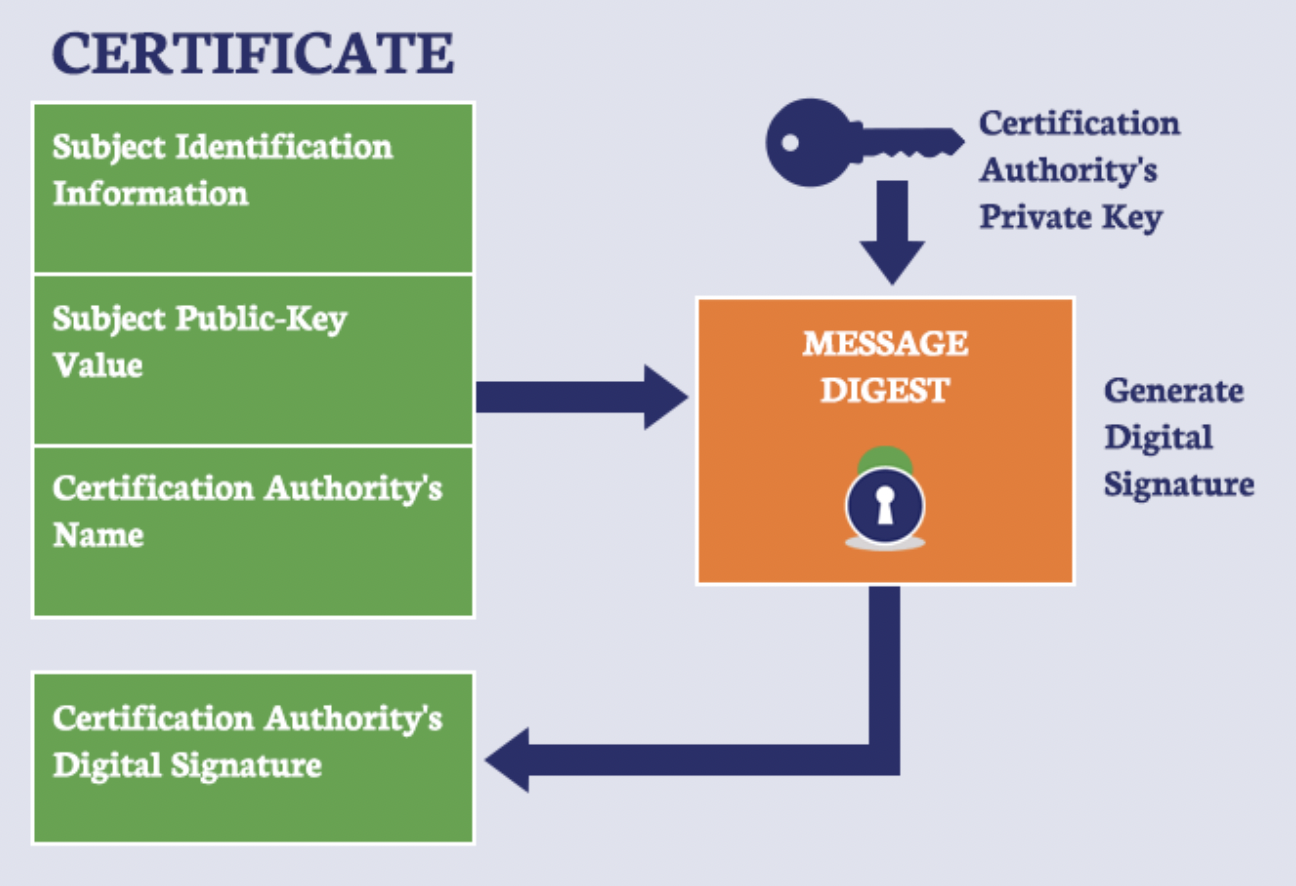 CERTIFICATE
Subject Identification
Information
Subject Public-Key
Value
Certification Authority's
Name
Certification Authority's
Digital Signature
Certification
Authority's
Private Key
MESSAGE
DIGEST
Generate
Digital
Signature